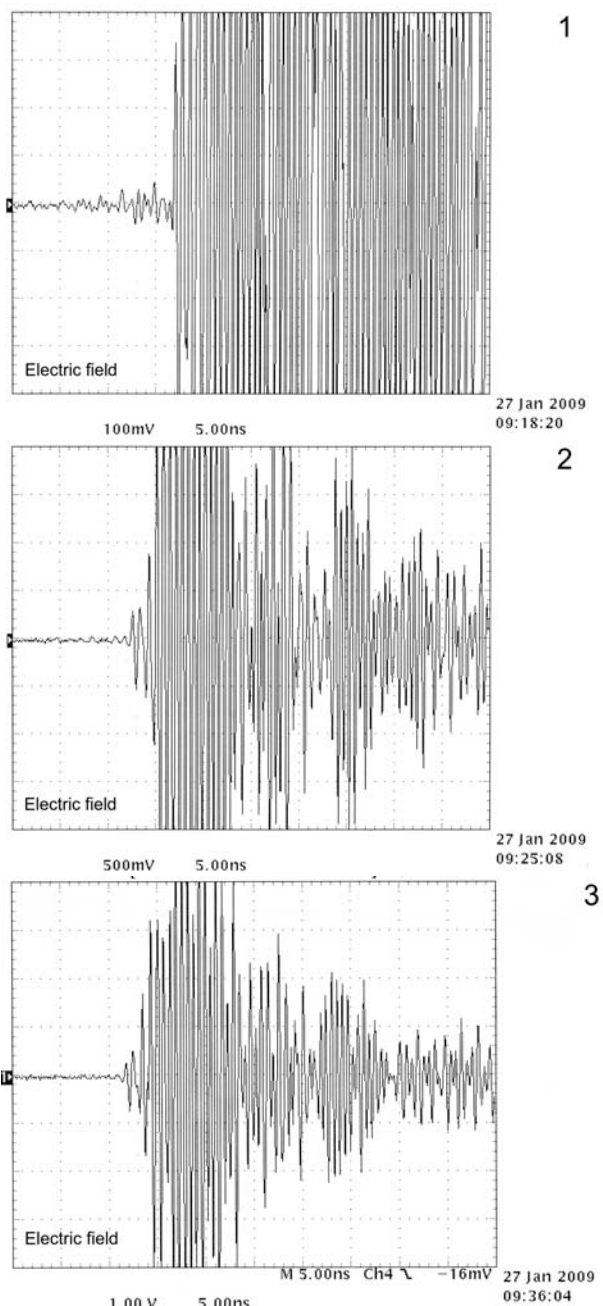 1
Electric field
27 Jan 2009
09:18:20
100mV 5.00ns
2
Electric field
27 Jan 2009
09:25:08
500mV 5.00ns
3
Electric field
M 5.00ns Ch4 -16mV
27 Jan 2009
09:36:04
1.00 V 5.00ns